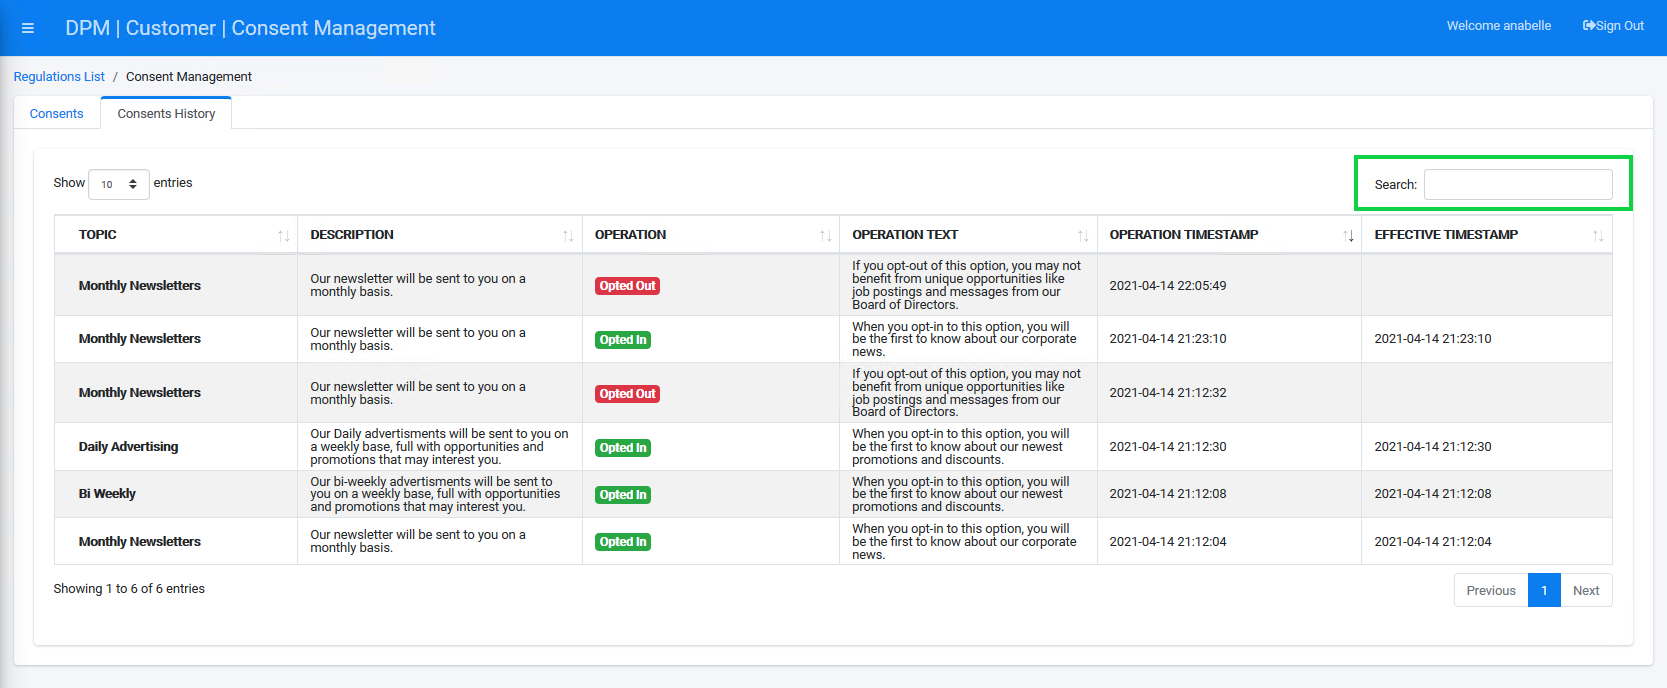 DPM | Customer | Consent Management
Welcome anabelle
Sign Out
Regulations List / Consent Management
Consents
Consents History
Show 10 entries
Search:
TOPIC
DESCRIPTION
OPERATION
OPERATION TEXT
OPERATION TIMESTAMP
EFFECTIVE TIMESTAMP
Monthly Newsletters
Our newsletter will be sent to you on a
monthly basis.
Opted Out
If you opt-out of this option, you may not
benefit from unique opportunities like
job postings and messages from our
Board of Directors.
2021-04-14 22:05:49
Monthly Newsletters
Our newsletter will be sent to you on a
monthly basis.
Opted In
When you opt-in to this option, you will
be the first to know about our corporate
news.
2021-04-14 21:23:10
2021-04-14 21:23:10
Monthly Newsletters
Our newsletter will be sent to you on a
monthly basis.
Opted Out
If you opt-out of this option, you may not
benefit from unique opportunities like
job postings and messages from our
Board of Directors.
2021-04-14 21:12:32
Daily Advertising
Our Daily advertisments will be sent to you on
a weekly base, full with opportunities and
promotions that may interest you.
Opted In
When you opt-in to this option, you will
be the first to know about our newest
promotions and discounts.
2021-04-14 21:12:30
2021-04-14 21:12:30
Bi Weekly
Our bi-weekly advertisments will be sent to
you on a weekly base, full with opportunities
and promotions that may interest you.
Opted In
When you opt-in to this option, you will
be the first to know about our newest
promotions and discounts.
2021-04-14 21:12:08
2021-04-14 21:12:08
Monthly Newsletters
Our newsletter will be sent to you on a
monthly basis.
Opted In
When you opt-in to this option, you will
be the first to know about our corporate
news.
2021-04-14 21:12:04
2021-04-14 21:12:04
Showing 1 to 6 of 6 entries
Previous 1 Next